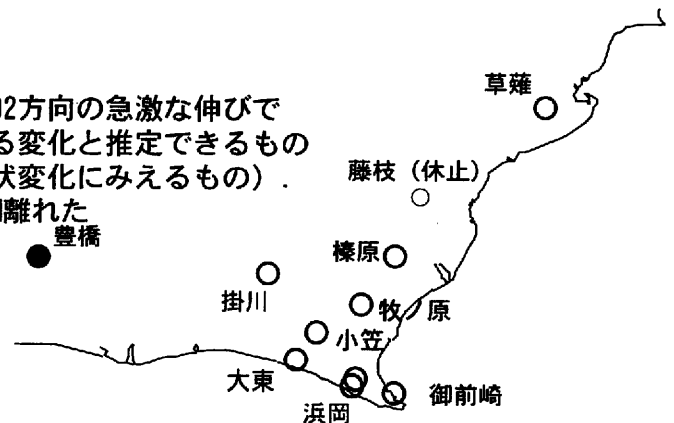 02方向の急激な伸びで
る変化と推定できるもの
状変化にみえるもの）．
離れた
豊橋
草薙
藤枝（休止）
榛原
掛川
牧ノ原
小笠
大東
浜岡
御前崎